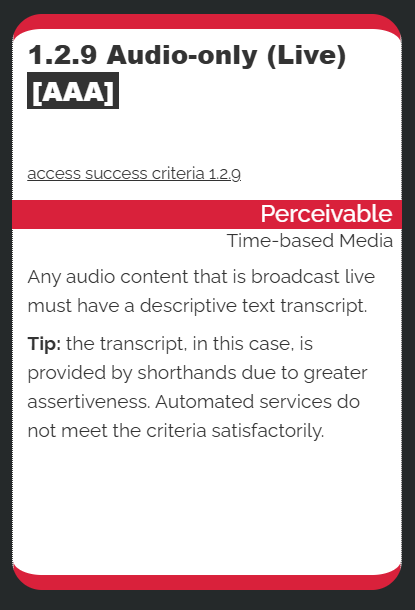 1.2.9 Audio-only (Live)
[AAA]
access success criteria 1.2.9
Perceivable
Time-based Media
Any audio content that is broadcast live
must have a descriptive text transcript.
Tip: the transcript, in this case, is
provided by shorthands due to greater
assertiveness. Automated services do
not meet the criteria satisfactorily.